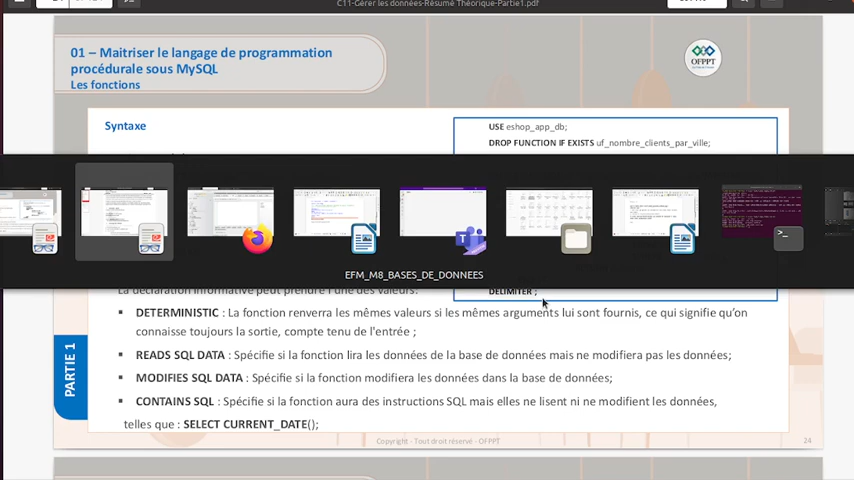 C11-Gérer les données-Résumé Théorique-Partie1.pdf
01 – Maitriser le langage de programmation
procédurale sous MySQL
Les fonctions
OFPPT
Syntaxe
USE eshop_app_db;
DROP FUNCTION IF EXISTS uf_nombre_clients_par_ville;
EFM_M8_BASES_DE_DONNEES
La déclaration informative peut prendre l'une des valeurs:
DELIMITER ;
▪ DETERMINISTIC : La fonction renverra les mêmes valeurs si les mêmes arguments lui sont fournis, ce qui signifie qu'on
connaisse toujours la sortie, compte tenu de l'entrée ;
▪ READS SQL DATA : Spécifie si la fonction lira les données de la base de données mais ne modifiera pas les données;
▪ MODIFIES SQL DATA : Spécifie si la fonction modifiera les données dans la base de données;
▪ CONTAINS SQL : Spécifie si la fonction aura des instructions SQL mais elles ne lisent ni ne modifient les données,
telles que : SELECT CURRENT_DATE();
PARTIE 1
Copyright - Tout droit réservé - OFPPT
24